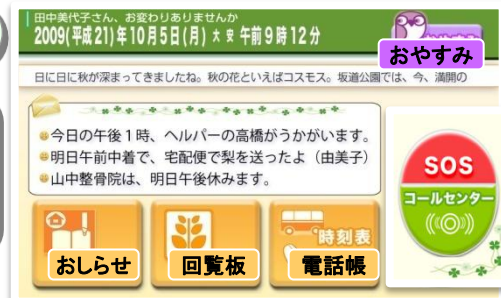 田中美代子さん、お変わりありませんか
2009(平成21)年10月5日(月) 大安 午前9時12分
おやすみ
日に日に秋が深まってきましたね。秋の花といえばコスモス。坂道公園では、今、満開の
今日の午後1時、ヘルパーの高橋がうかがいます。
明日午前中着で、宅配便で梨を送ったよ(由美子)
山中整骨院は、明日午後休みます。
SOS
コールセンター
おしらせ
回覧板
時刻表
電話帳